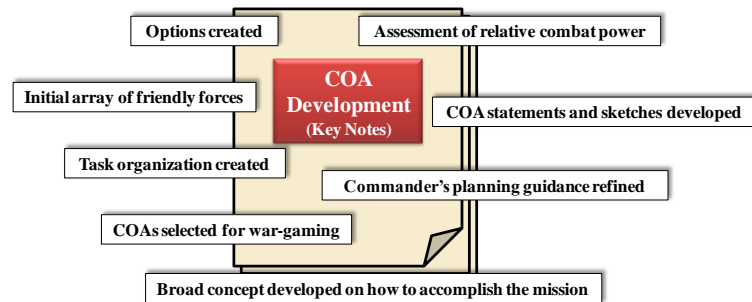 Options created
Assessment of relative combat power
COA
Development
(Key Notes)
Initial array of friendly forces
COA statements and sketches developed
Task organization created
Commander's planning guidance refined
COAs selected for war-gaming
Broad concept developed on how to accomplish the mission